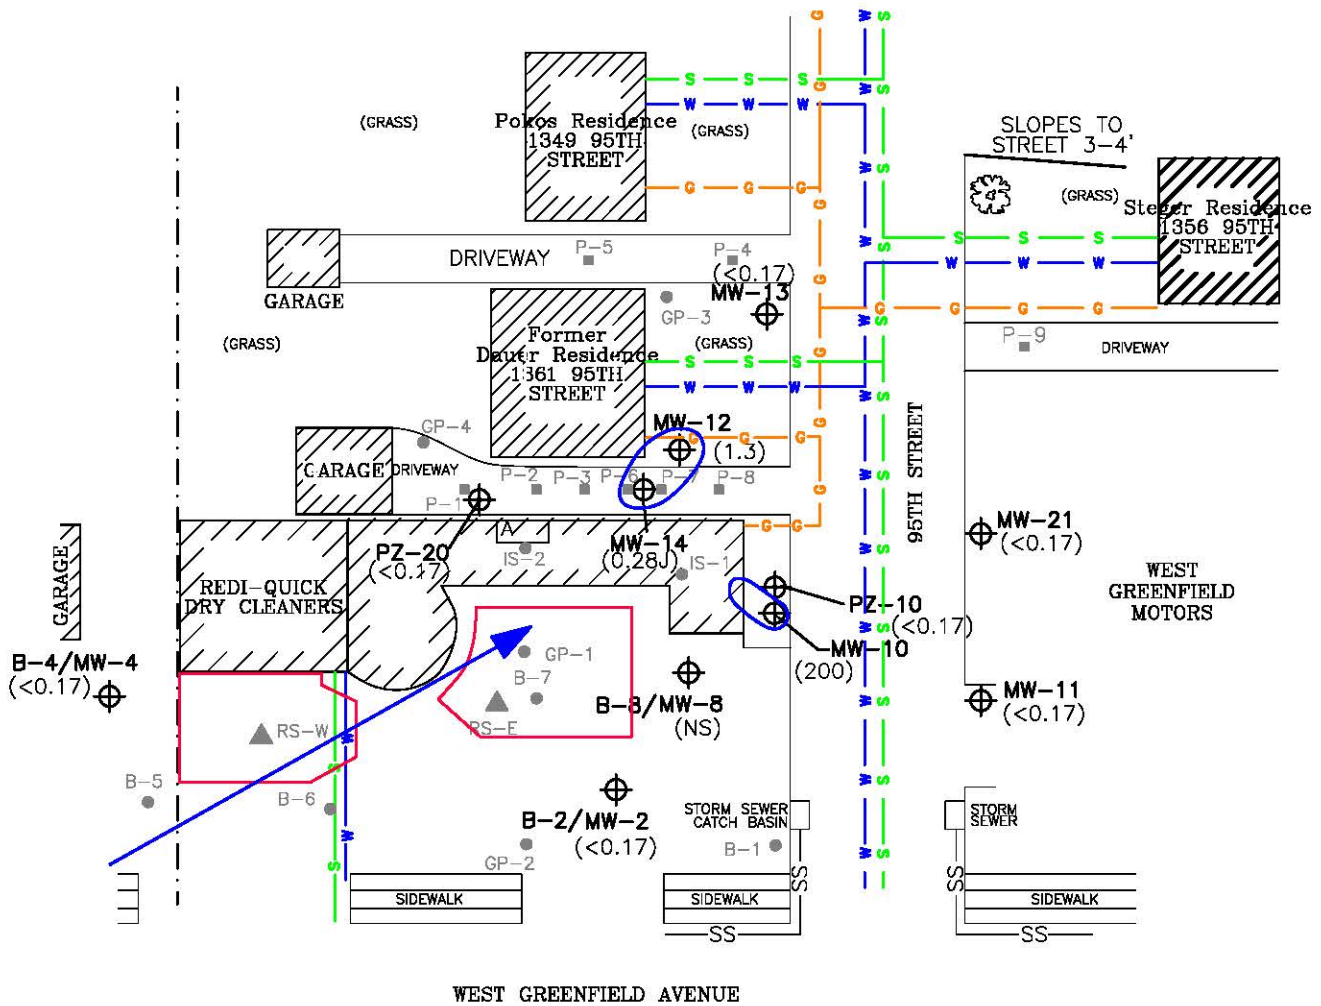 G
W
S
S
S
S
W
W
W
G
W
S
(GRASS)
Pokos Residence
1349 95TH
STREET
(GRASS)
SLOPES TO
STREET 3-4'
W
S
G
G
G
(GRASS)
Steger Residence
1356 95TH
STREET
G
W
S
S
S
S
W
W
W
DRIVEWAY
P-5
P-4
(<0.17)
MW-13
G
GARAGE
GP-3
G
G
G
G
W
S
(GRASS)
Former
Dauer Residence
1361 95TH
STREET
(GRASS)
P-9
DRIVEWAY
S
S
S
G
W
W
W
W
S
GP-4
MW-12
(1.3)
G
G
G
G
95TH STREET
GARAGE
DRIVEWAY
P-1
P-2
P-3
P-6
P-7
P-8
G
W
S
A
G
G
MW-21
(<0.17)
GARAGE
PZ-20
(<0.17
IS-2
MW-14
(0.28J)
IS-1
W
S
REDI-QUICK
DRY CLEANERS
WEST
GREENFIELD
MOTORS
PZ-10
(<0.17)
W
S
MW-10
(200)
B-4/MW-4
(<0.17)
GP-1
B-7
RS-E
B-8/MW-8
(NS)
MW-11
(<0.17)
W
S
RS-W
W
S
B-5
B-6
W
S
W
S
B-2/MW-2
(<0.17)
GP-2
STORM SEWER
CATCH BASIN
B-1
STORM
SEWER
W
S
SS
SS
SIDEWALK
SIDEWALK
SIDEWALK
SS
SS
WEST GREENFIELD AVENUE